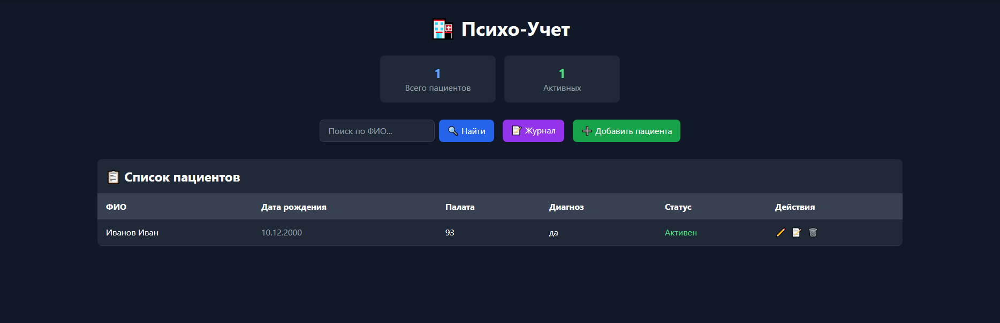 Психо-Учет
1
Всего пациентов
1
Активных
Поиск по ФИО...
Найти
Журнал
Добавить пациента
Список пациентов
ФИО Дата рождения Палата Диагноз Статус Действия
Иванов Иван 10.12.2000 93 да Активен